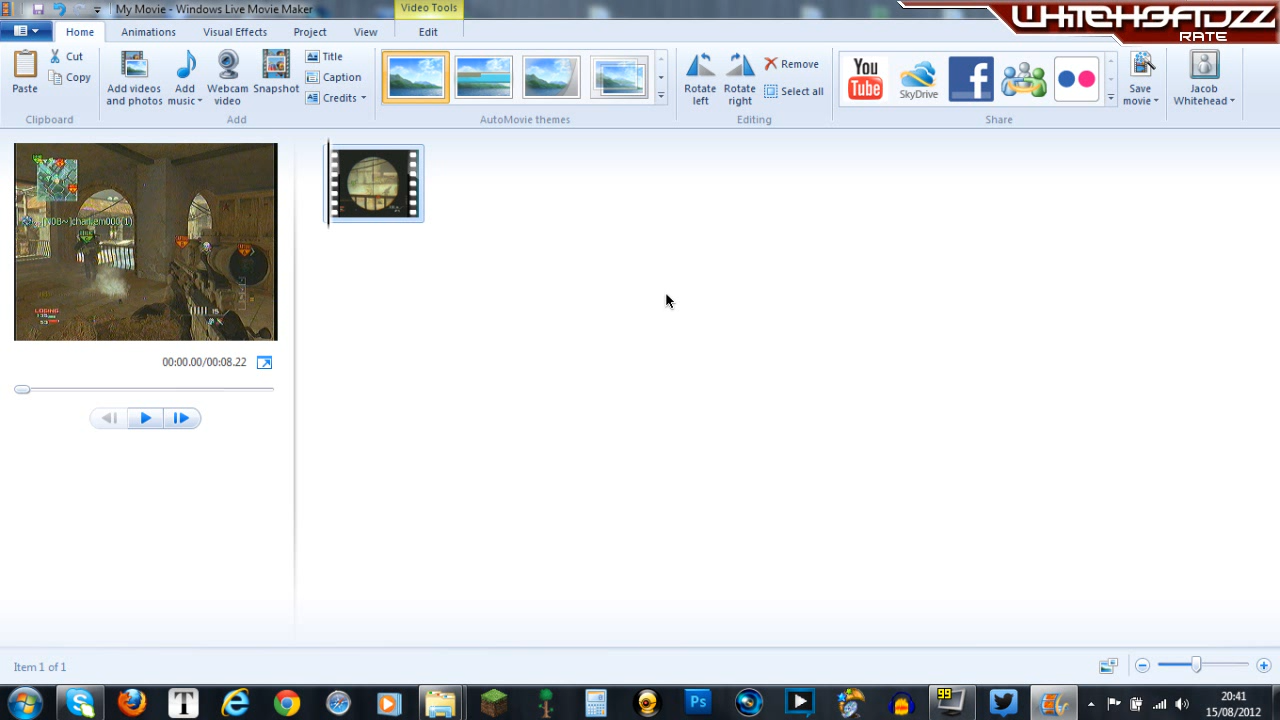 My Movie - Windows Live Movie Maker
Video Tools
WHITEH3ADZZ
RATE
Home
Animations
Visual Effects
Project
View
Edit
Paste
Cut
Copy
Clipboard
Add videos and photos
Add music
Webcam video
Snapshot
Title
Caption
Credits
Add
AutoMovie themes
Rotate left
Rotate right
Remove
Select all
Editing
You Tube
SkyDrive
f
Share
Save movie
Jacob Whitehead
00:00.00/00:08.22
Item 1 of 1
T
Ps
99
20:41
15/08/2012